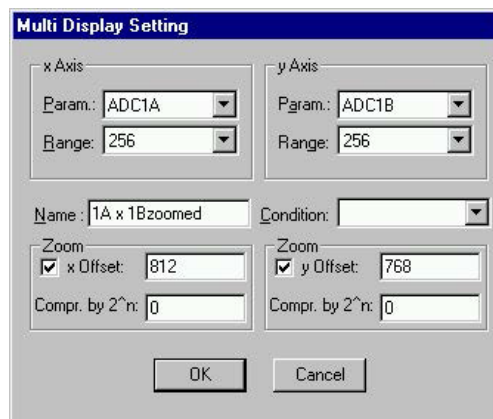 Multi Display Setting
x Axis
Param.: ADC1A
Range: 256
y Axis
Param.: ADC1B
Range: 256
Name : 1A x 1Bzoomed
Condition:
Zoom
x Offset: 812
Compr. by 2^n: 0
Zoom
y Offset: 768
Compr. by 2^n: 0
OK
Cancel